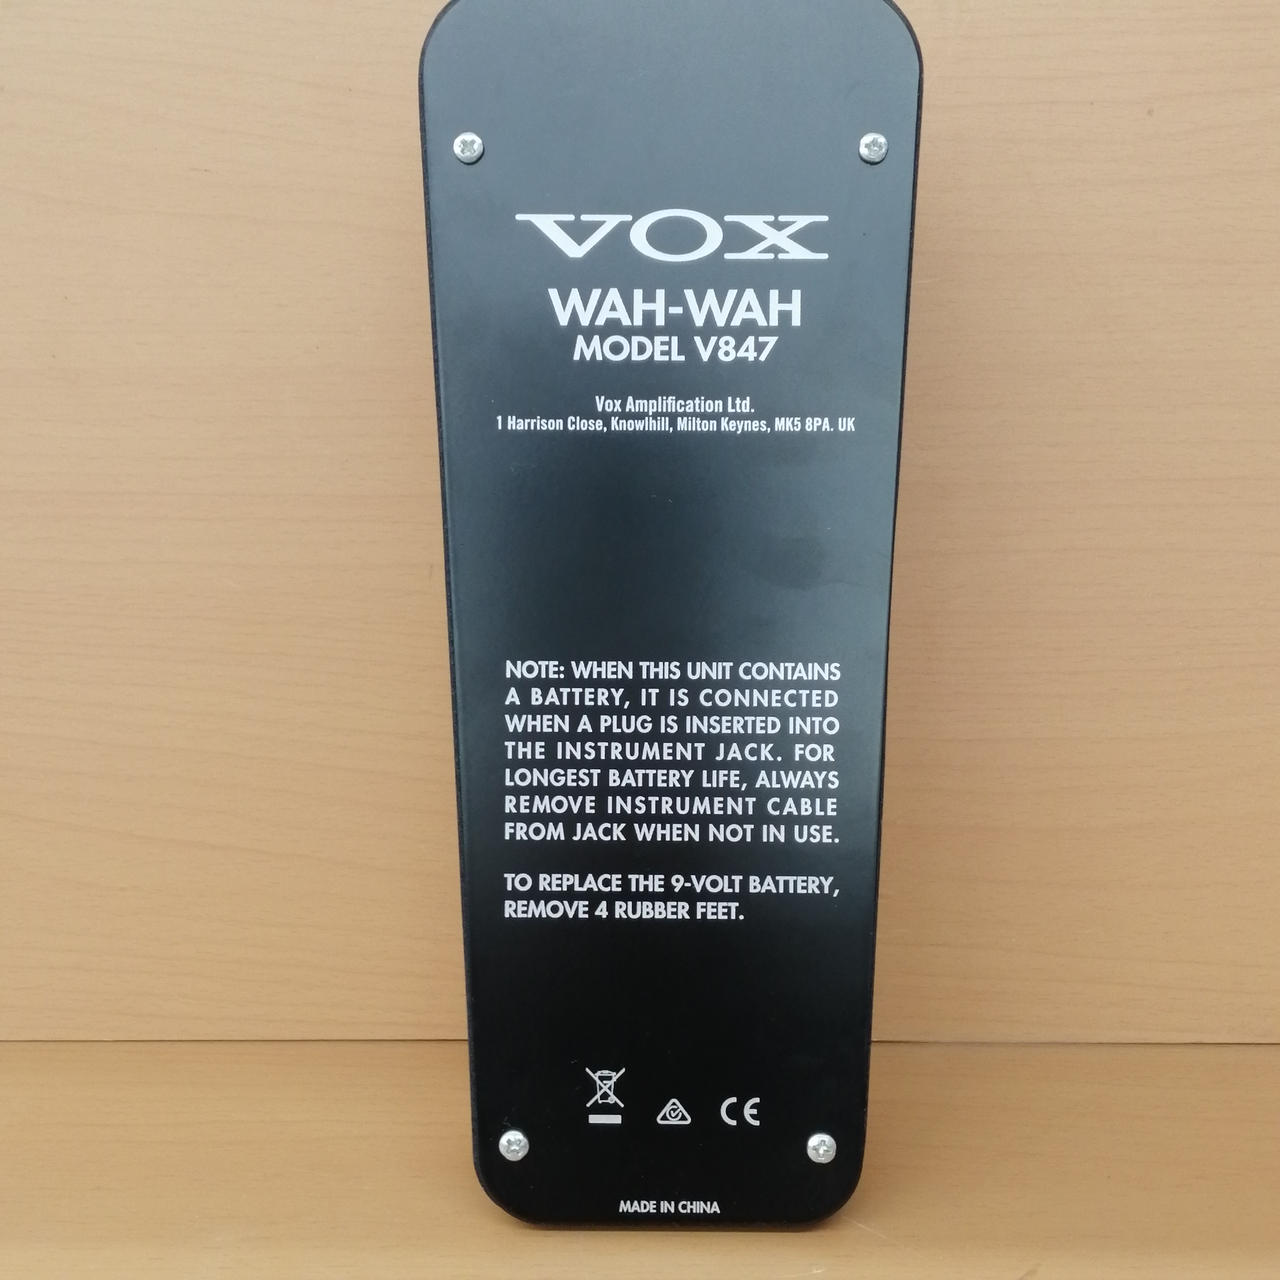 VOX
WAH-WAH
MODEL V847
Vox Amplification Ltd.
1 Harrison Close, Knowlhill, Milton Keynes, MK5 8PA. UK
NOTE: WHEN THIS UNIT CONTAINS
A BATTERY, IT IS CONNECTED
WHEN A PLUG IS INSERTED INTO
THE INSTRUMENT JACK. FOR
LONGEST BATTERY LIFE, ALWAYS
REMOVE INSTRUMENT CABLE
FROM JACK WHEN NOT IN USE.
TO REPLACE THE 9-VOLT BATTERY,
REMOVE 4 RUBBER FEET.
CE
MADE IN CHINA